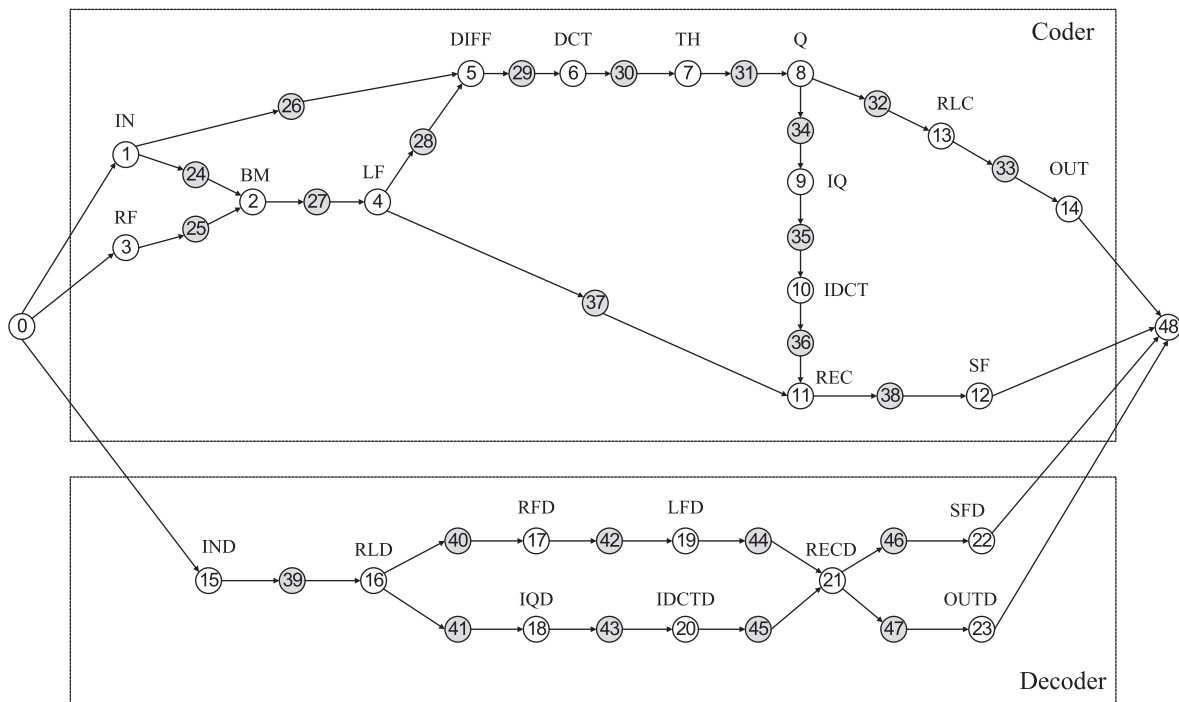 Coder
DIFF DCT TH Q
5 29 6 30 7 31 8
26 32 RLC
IN 28 34 13
1 24 BM LF 33 OUT
2 27 4 9 IQ 14
RF 25
3 35
37 10 IDCT
0 48
36
REC SF
11 38 12
RFD LFD SFD
40 17 42 19 44 46 22
IND RLD RECD
15 39 16 21
IQD IDCTD OUTD
41 18 43 20 45 47 23
Decoder